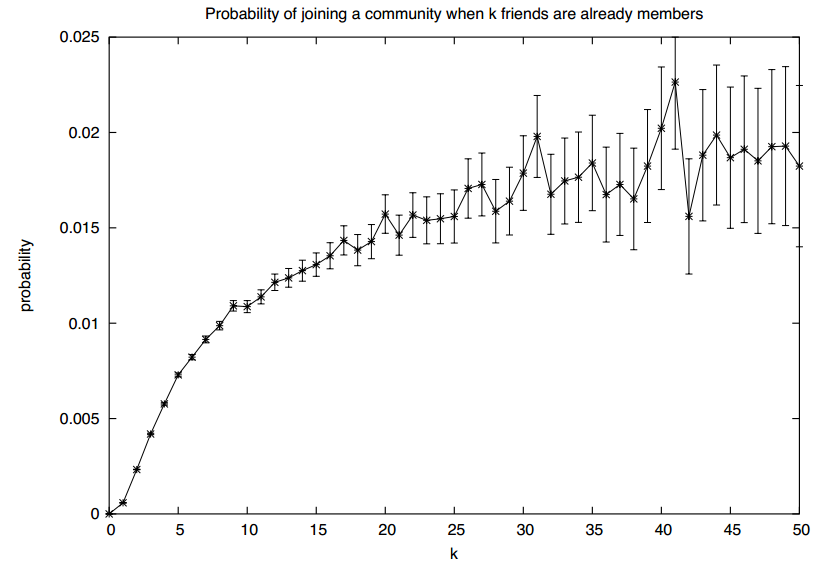 Probability of joining a community when k friends are already members
0.025
0.02
0.015
0.01
0.005
0
probability
0 5 10 15 20 25 30 35 40 45 50
k